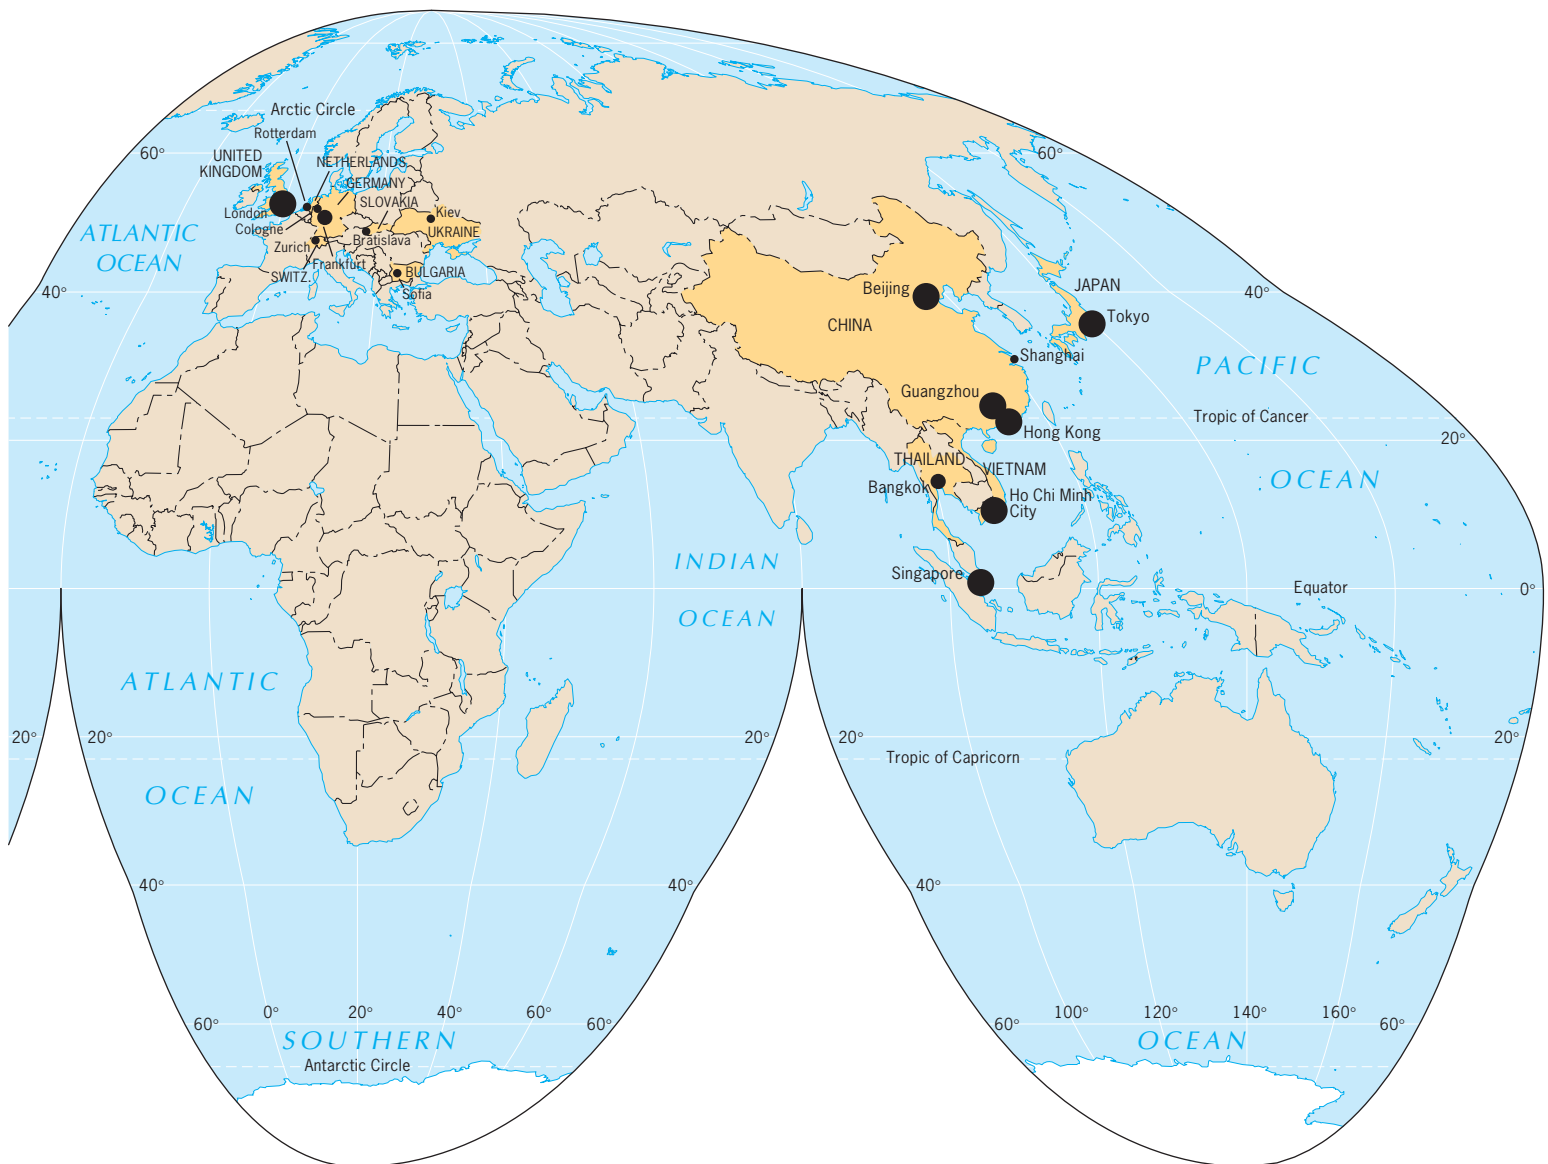 Arctic Circle
Rotterdam
60°
60°
UNITED
KINGDOM
NETHERLANDS
GERMANY
SLOVAKIA
London
Cologne
Kiev
UKRAINE
Zurich
Bratislava
ATLANTIC
OCEAN
Frankfurt
SWITZ.
BULGARIA
Sofia
40°
40°
Beijing
JAPAN
Tokyo
CHINA
Shanghai
PACIFIC
Guangzhou
Tropic of Cancer
Hong Kong
20°
THAILAND
VIETNAM
Bangkok
OCEAN
Ho Chi Minh
City
INDIAN
Singapore
Equator
0°
OCEAN
ATLANTIC
20°
20°
20°
20°
20°
Tropic of Capricorn
OCEAN
40°
40°
40°
60°
0°
20°
40°
60°
60°
60°
100°
120°
140°
160°
60°
SOUTHERN
OCEAN
Antarctic Circle